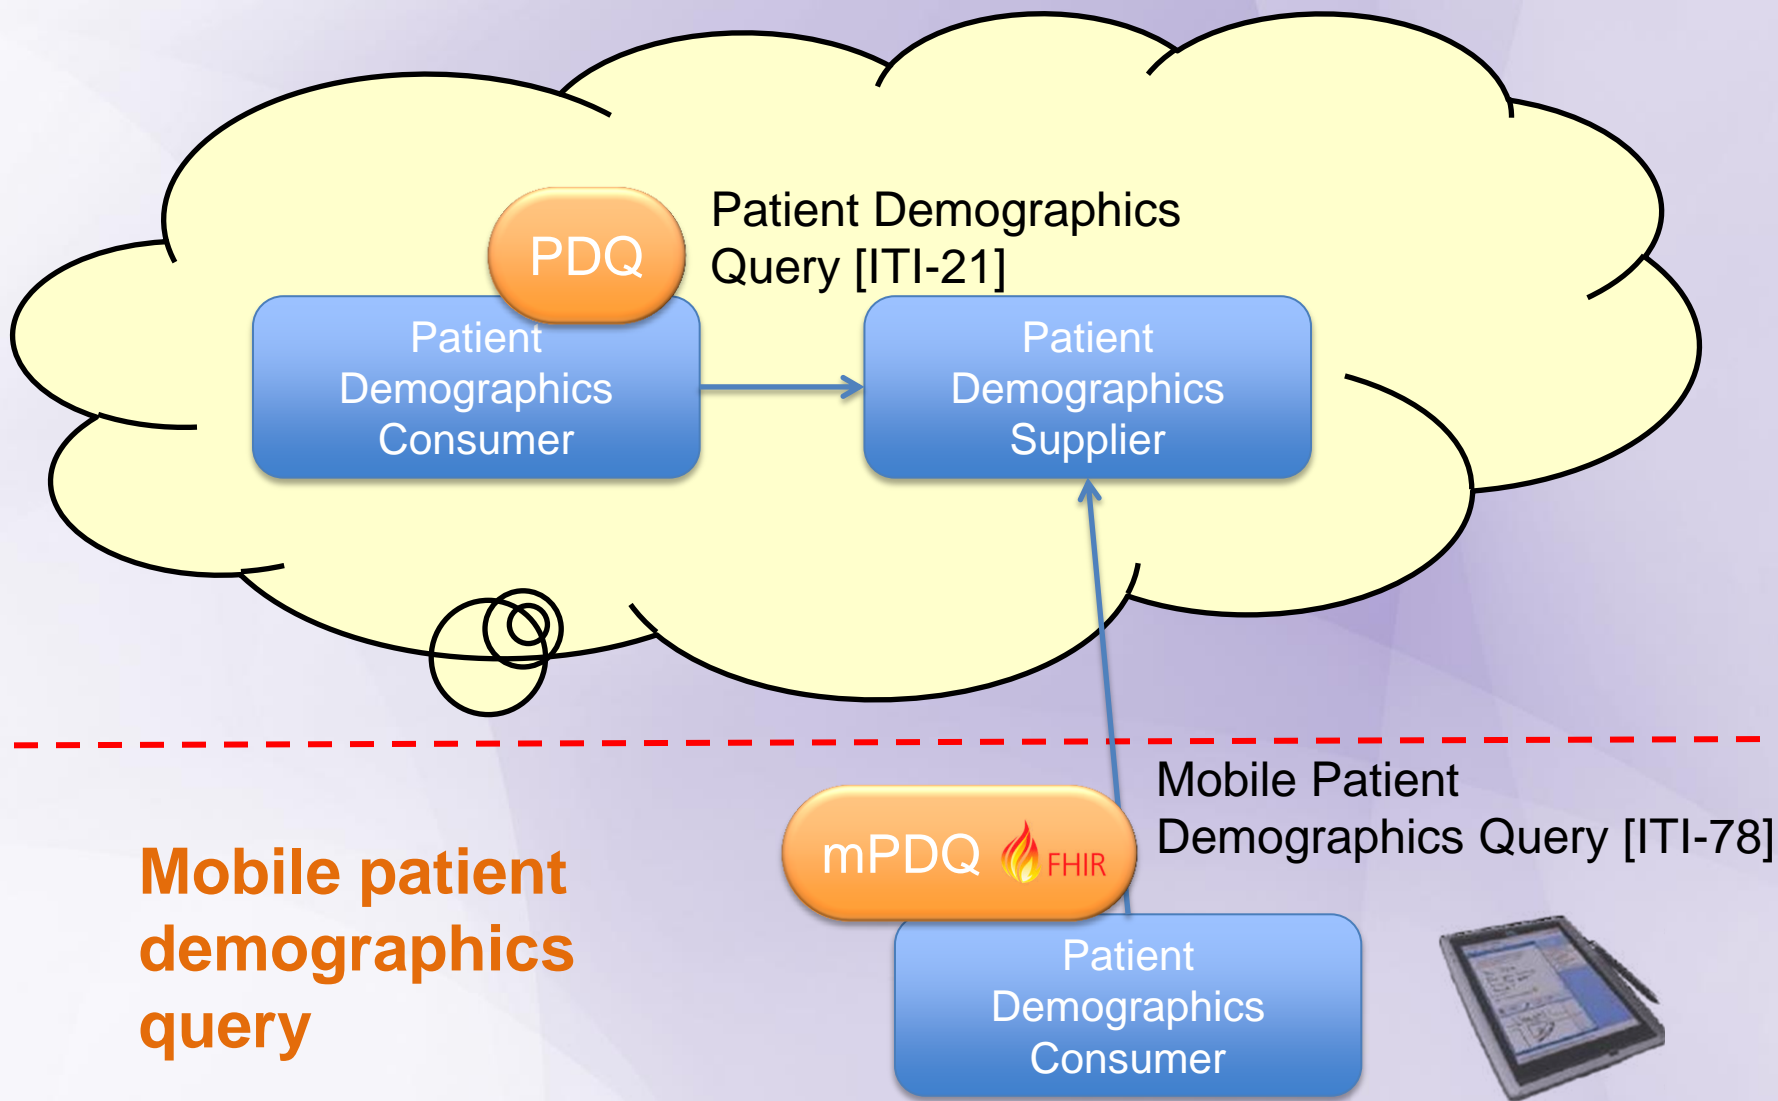 PDQ
Patient Demographics
Query [ITI-21]
Patient
Demographics
Consumer
Patient
Demographics
Supplier
Mobile Patient
Demographics Query [ITI-78]
mPDQ FHIR
Mobile patient
demographics
query
Patient
Demographics
Consumer